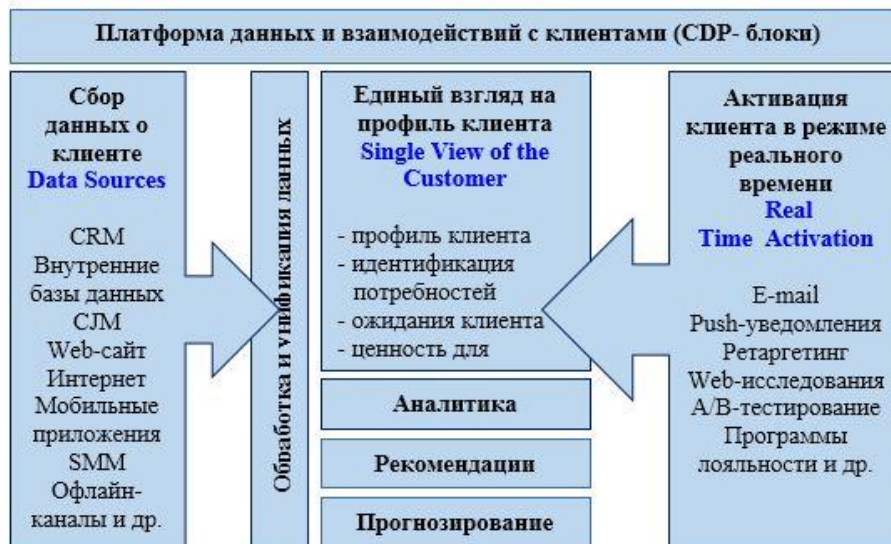 Платформа данных и взаимодействий с клиентами (CDP- блоки)
Сбор
данных о
клиенте
Data Sources
CRM
Внутренние
базы данных
CJM
Web-сайт
Интернет
Мобильные
приложения
SMM
Офлайн-
каналы и др.
Обработка и унификация данных
Единый взгляд на
профиль клиента
Single View of the
Customer
- профиль клиента
- идентификация
потребностей
- ожидания клиента
- ценность для
Аналитика
Рекомендации
Прогнозирование
Активация
клиента в режиме
реального
времени
Real
Time Activation
E-mail
Push-уведомления
Ретаргетинг
Web-исследования
A/B-тестирование
Программы
лояльности и др.